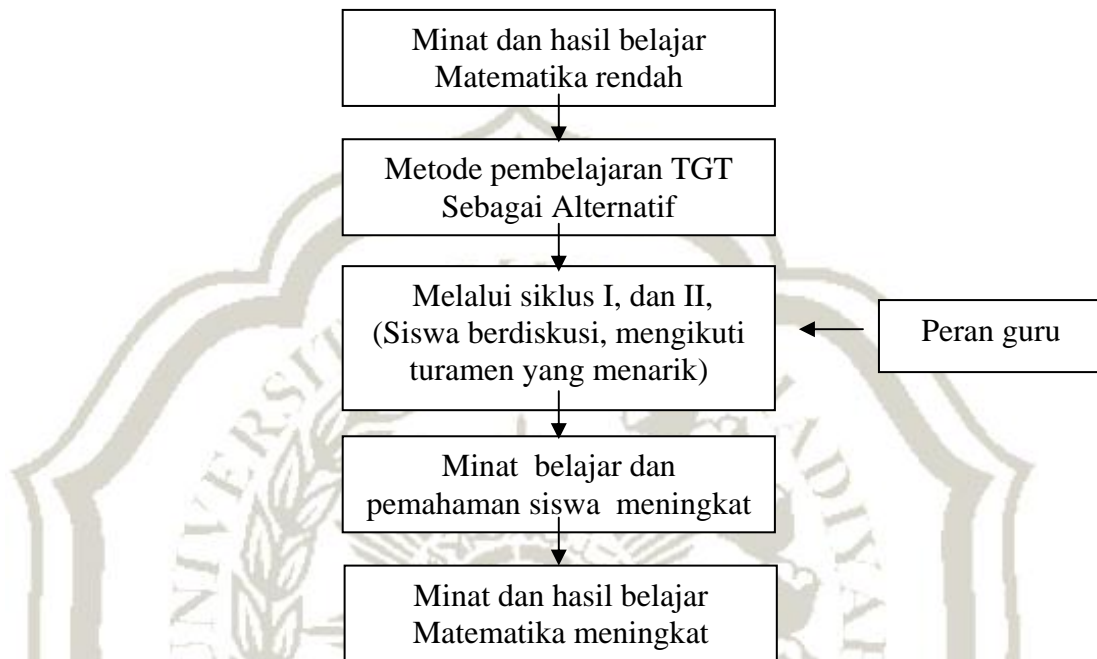 Minat dan hasil belajar
Matematika rendah
Metode pembelajaran TGT
Sebagai Alternatif
Melalui siklus I, dan II,
(Siswa berdiskusi, mengikuti
turamen yang menarik)
Peran guru
Minat belajar dan
pemahaman siswa meningkat
Minat dan hasil belajar
Matematika meningkat